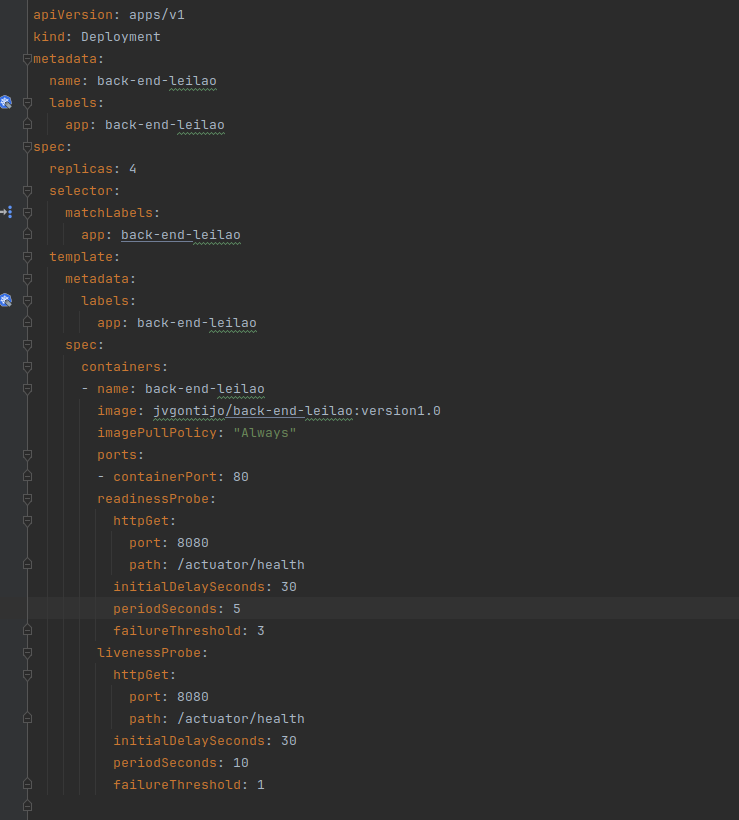 apiVersion: apps/v1
kind: Deployment
metadata:
  name: back-end-leilao
  labels:
    app: back-end-leilao
spec:
  replicas: 4
  selector:
    matchLabels:
      app: back-end-leilao
  template:
    metadata:
      labels:
        app: back-end-leilao
    spec:
      containers:
      - name: back-end-leilao
        image: jvgontijo/back-end-leilao:version1.0
        imagePullPolicy: "Always"
        ports:
        - containerPort: 80
        readinessProbe:
          httpGet:
            port: 8080
            path: /actuator/health
          initialDelaySeconds: 30
          periodSeconds: 5
          failureThreshold: 3
        livenessProbe:
          httpGet:
            port: 8080
            path: /actuator/health
          initialDelaySeconds: 30
          periodSeconds: 10
          failureThreshold: 1